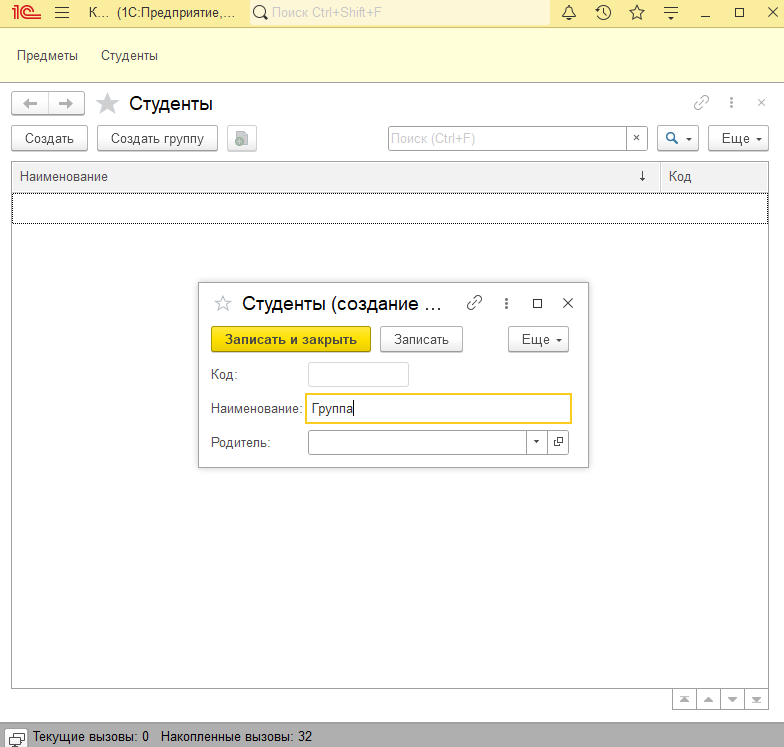 1С К... (1С:Предприятие,... Поиск Ctrl+Shift+F
Предметы Студенты
Студенты
Создать Создать группу Поиск (Ctrl+F) × Еще
Наименование ↓ Код
Студенты (создание ...
Записать и закрыть Записать Еще
Код:
Наименование: Группа
Родитель:
Текущие вызовы: 0 Накопленные вызовы: 32